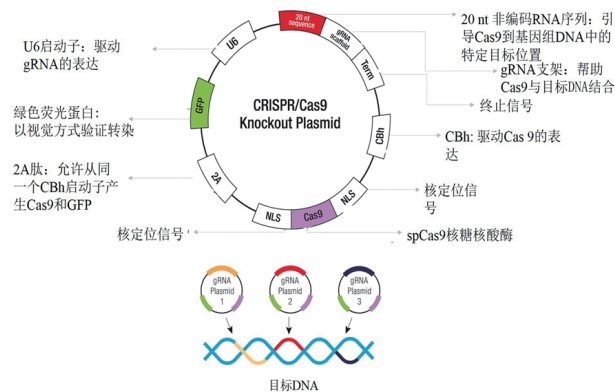 20 nt
sequence
gRNA
scaffold
Term
CBh
NLS
Cas9
NLS
2A
GFP
U6
CRISPR/Cas9
Knockout Plasmid
U6启动子：驱动
gRNA的表达
绿色荧光蛋白:
以视觉方式验证转染
2A肽：允许从同
一个CBh启动子产
生Cas9和GFP
核定位信号
20 nt 非编码RNA序列：引
导Cas9到基因组DNA中的
特定目标位置
gRNA支架：帮助
Cas9与目标DNA结合
终止信号
CBh: 驱动Cas 9的表
达
核定位信
号
spCas9核糖核酸酶
gRNA
Plasmid
1
gRNA
Plasmid
2
gRNA
Plasmid
3
目标DNA